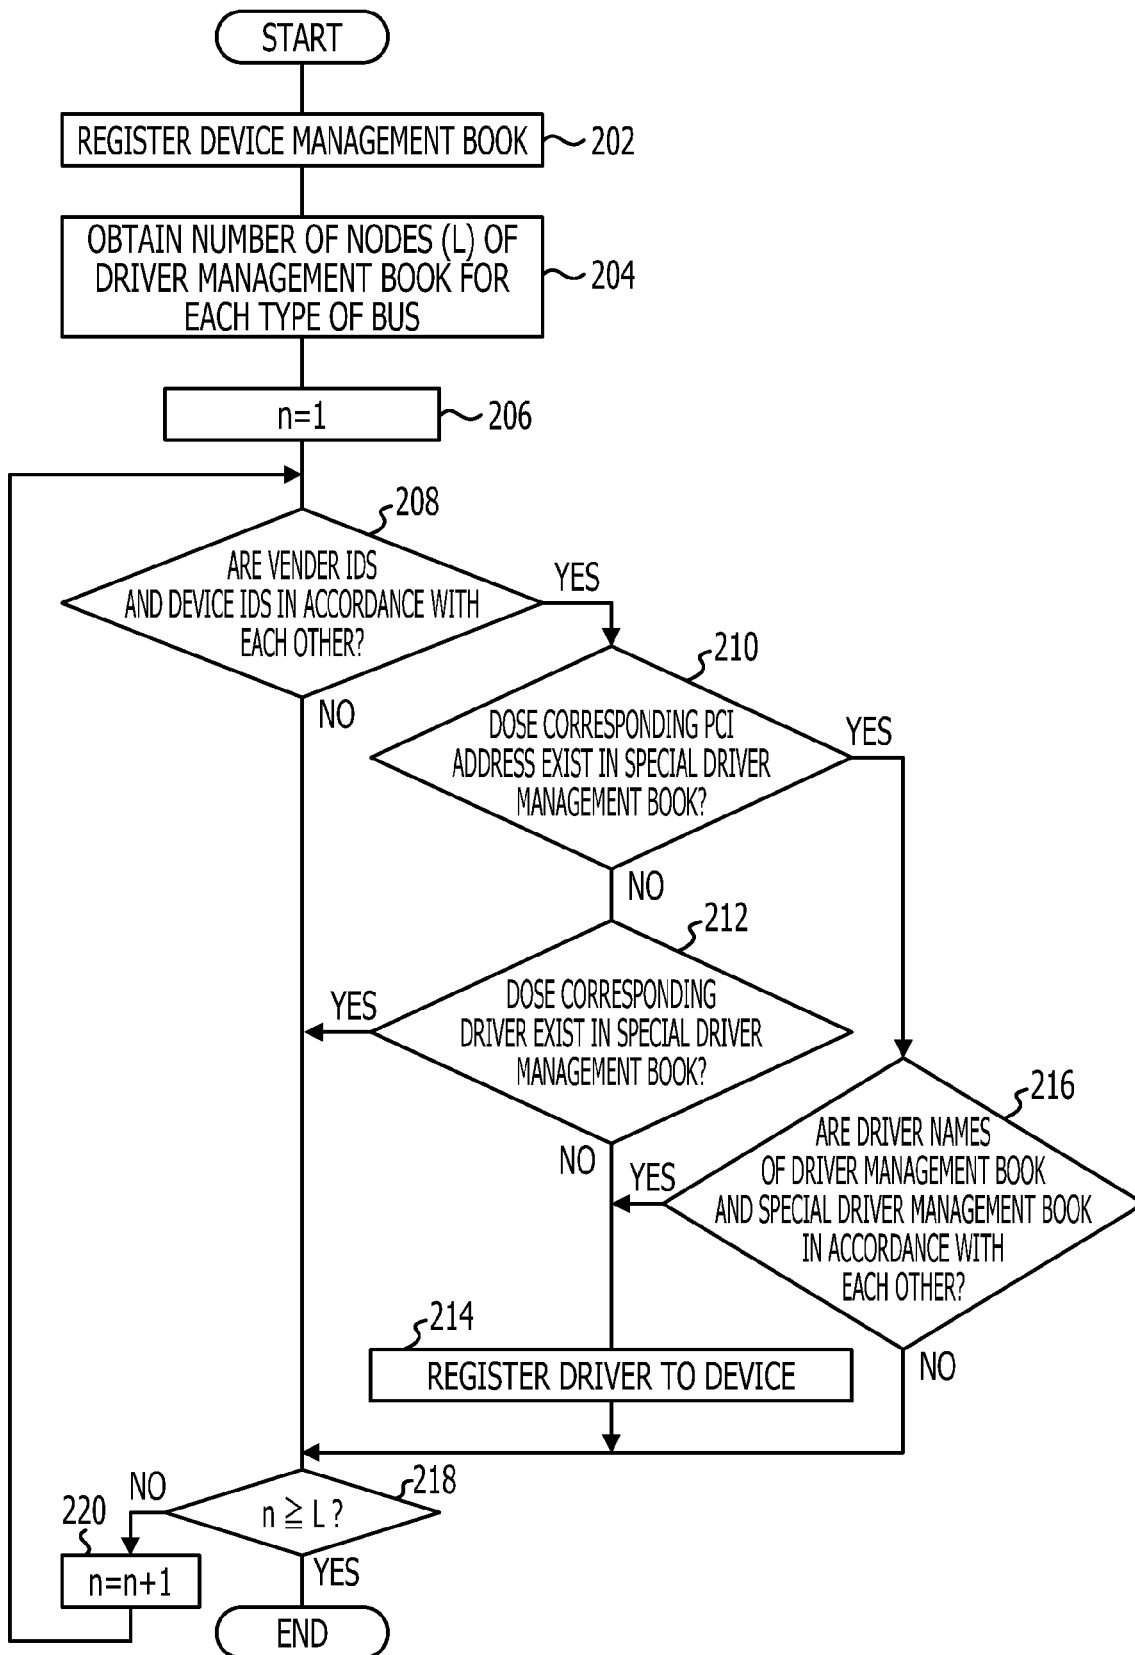 START
REGISTER DEVICE MANAGEMENT BOOK
202
OBTAIN NUMBER OF NODES (L) OF
DRIVER MANAGEMENT BOOK FOR
EACH TYPE OF BUS
204
n=1
206
208
ARE VENDER IDS
AND DEVICE IDS IN ACCORDANCE WITH
EACH OTHER?
YES
NO
210
DOSE CORRESPONDING PCI
ADDRESS EXIST IN SPECIAL DRIVER
MANAGEMENT BOOK?
YES
NO
212
DOSE CORRESPONDING
DRIVER EXIST IN SPECIAL DRIVER
MANAGEMENT BOOK?
YES
NO
216
ARE DRIVER NAMES
OF DRIVER MANAGEMENT BOOK
AND SPECIAL DRIVER MANAGEMENT BOOK
IN ACCORDANCE WITH
EACH OTHER?
YES
NO
214
REGISTER DRIVER TO DEVICE
218
n ≧ L ?
NO
YES
220
n=n+1
END